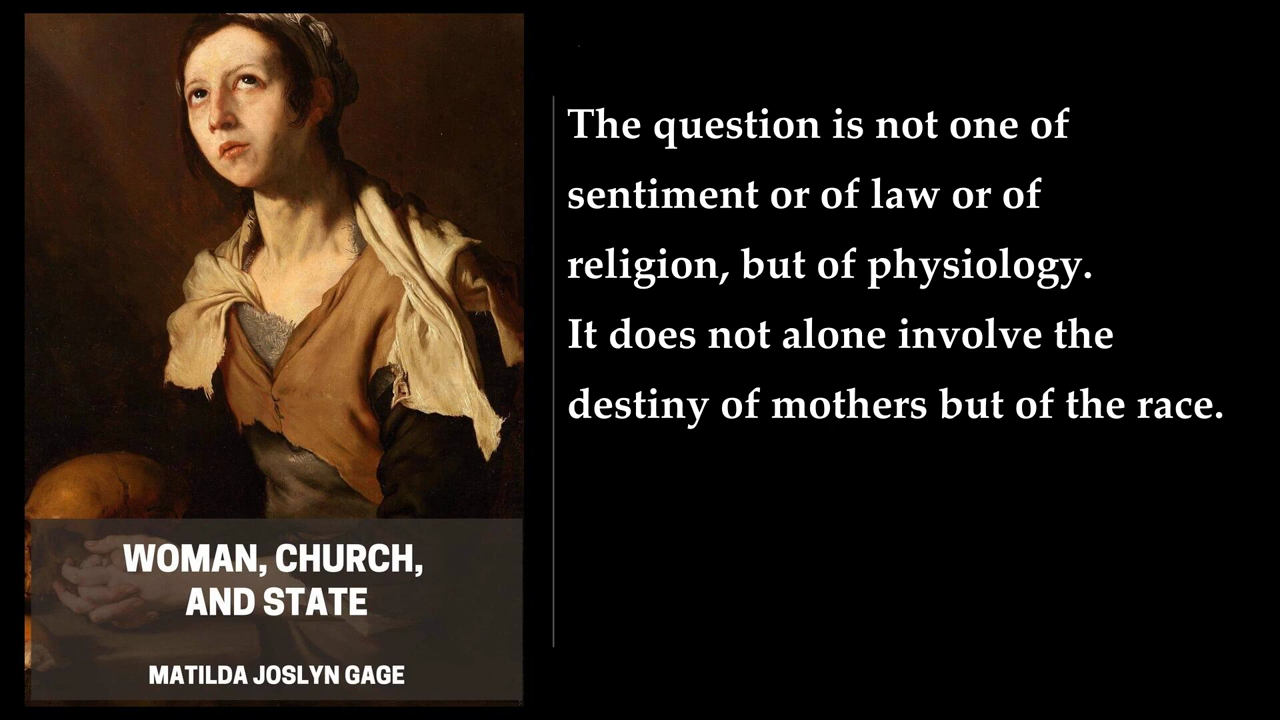 WOMAN, CHURCH,
AND STATE
MATILDA JOSLYN GAGE
The question is not one of
sentiment or of law or of
religion, but of physiology.
It does not alone involve the
destiny of mothers but of the race.